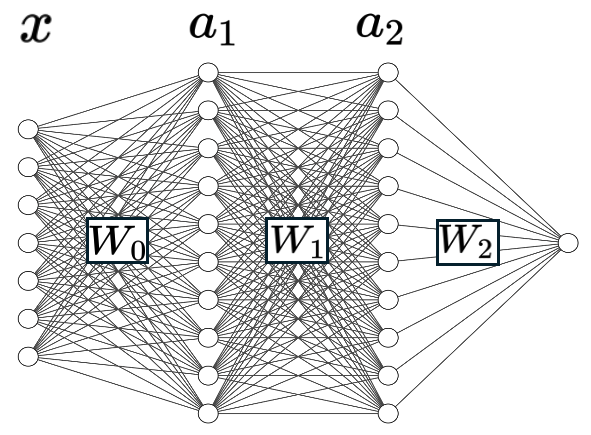 x a₁ a₂
W₀ W₁ W₂